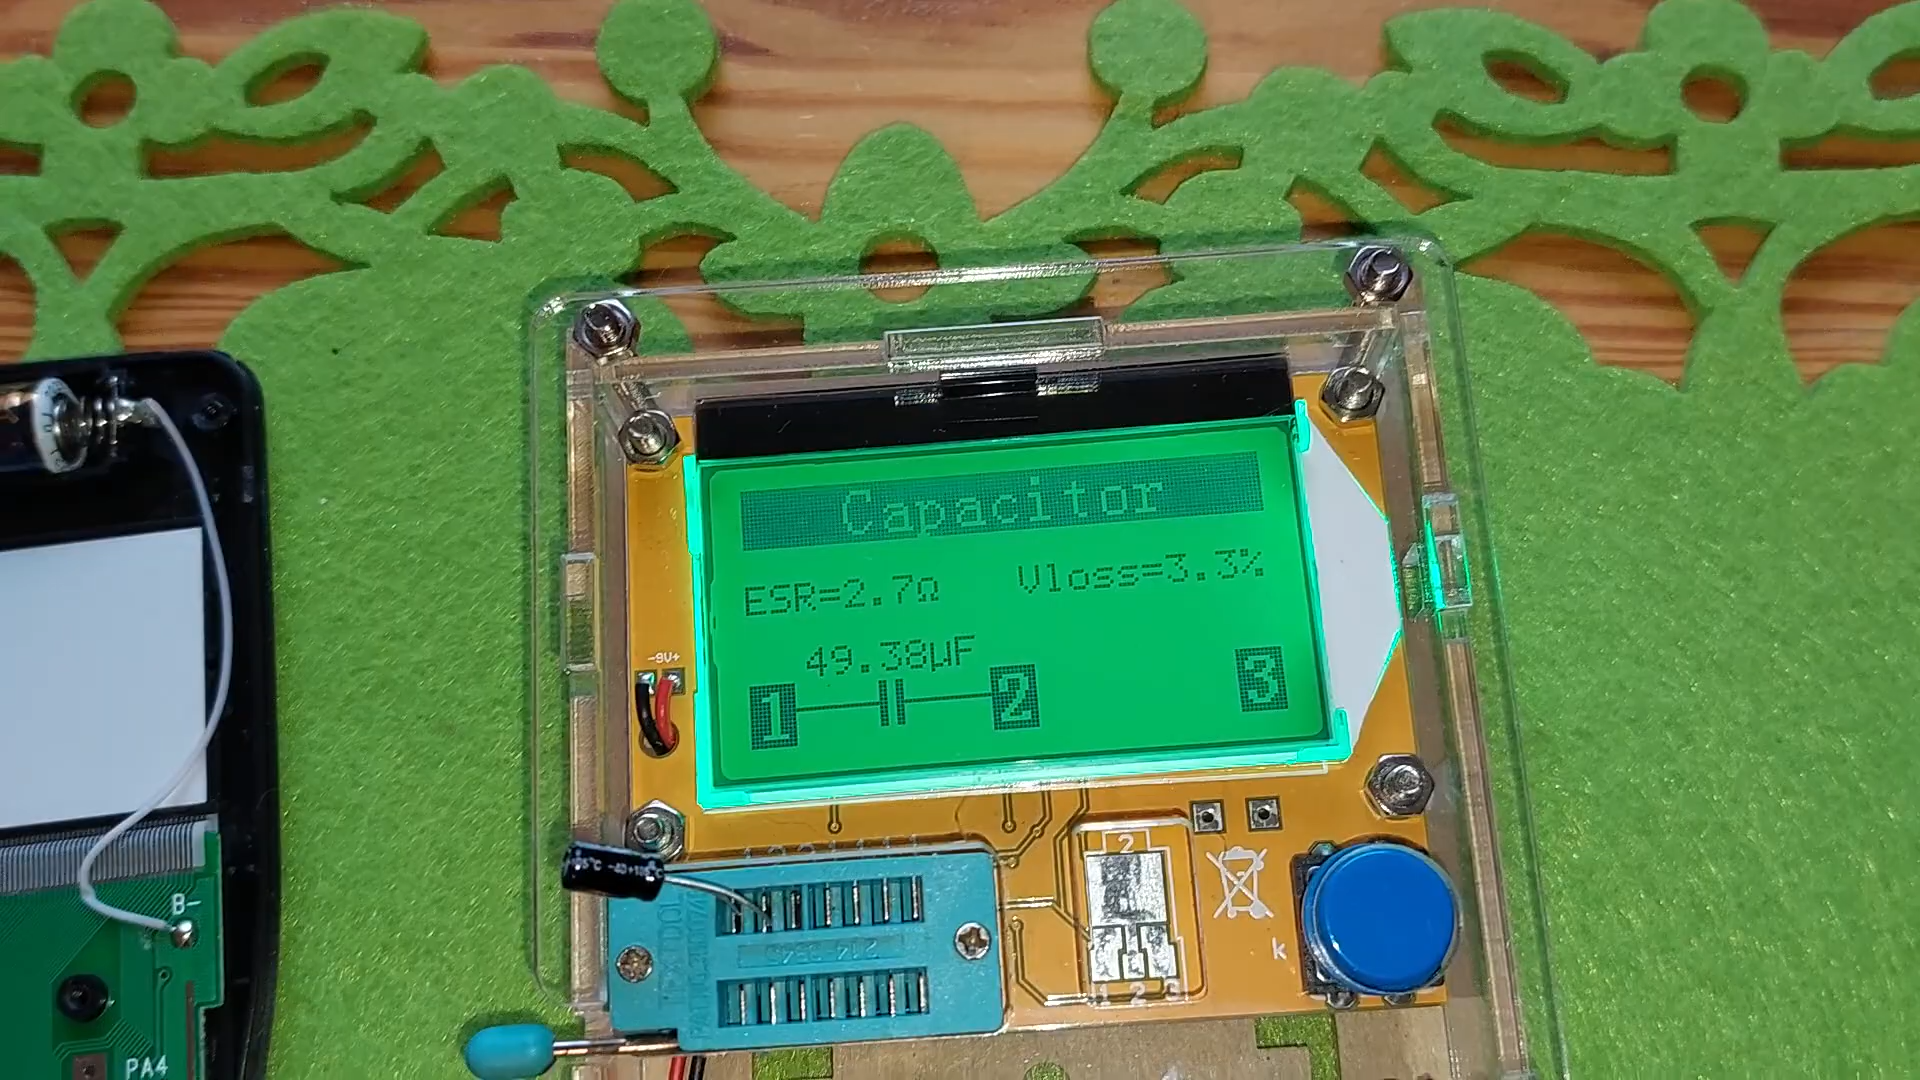 Capacitor
ESR=2.7Ω Vloss=3.3%
49.38µF
1 2 3
-9V+
2
k
1 2 3
B-
PA4